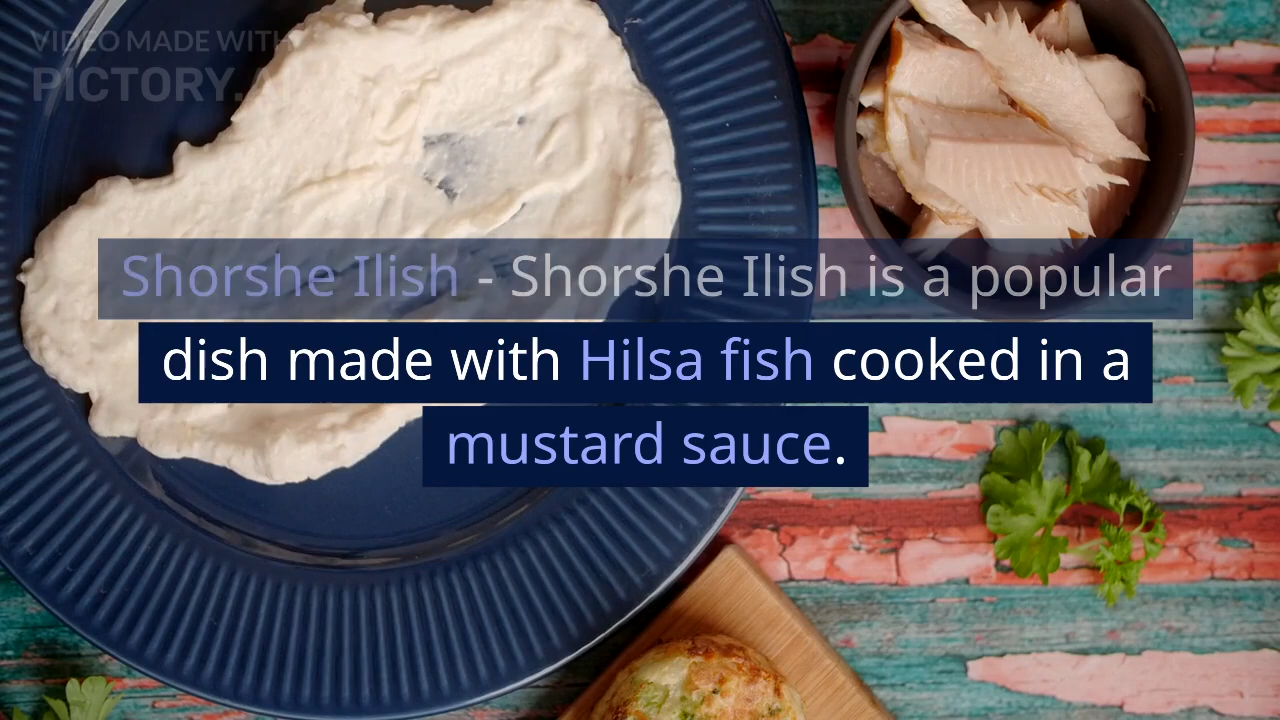 VIDEO MADE WITH
PICTORY.AI
Shorshe Ilish - Shorshe Ilish is a popular
dish made with Hilsa fish cooked in a
mustard sauce.